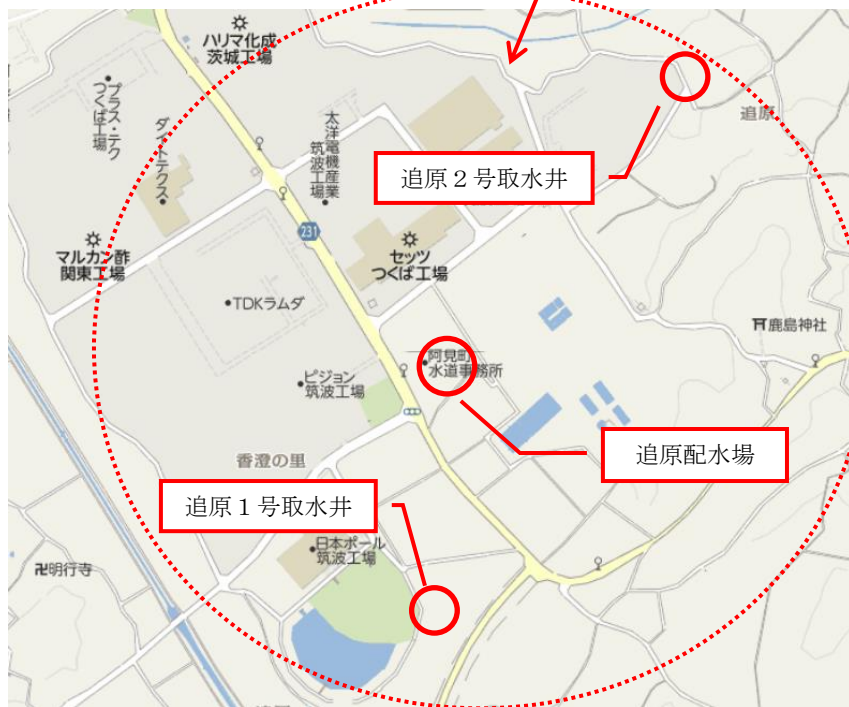 ハリマ化成
茨城工場
プラス・テク
つくば工場
ダイトテクス
太洋電機産業
筑波工場
追原
追原２号取水井
231
マルカン酢
関東工場
セッツ
つくば工場
TDKラムダ
鹿島神社
阿見町
水道事務所
ピジョン
筑波工場
追原配水場
香澄の里
追原１号取水井
日本ポール
筑波工場
明行寺